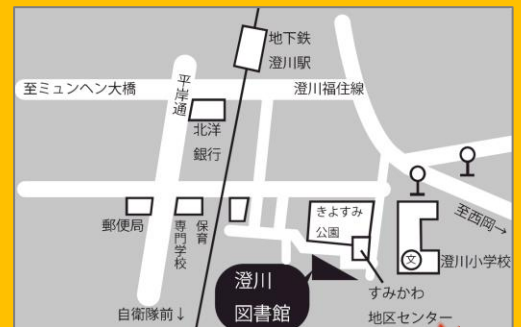 地下鉄
澄川駅
至ミュンヘン大橋
平岸通
澄川福住線
北洋
銀行
郵便局
専門学校
保育
きよすみ
公園
至西岡→
文
澄川小学校
澄川
図書館
すみかわ
地区センター
自衛隊前↓